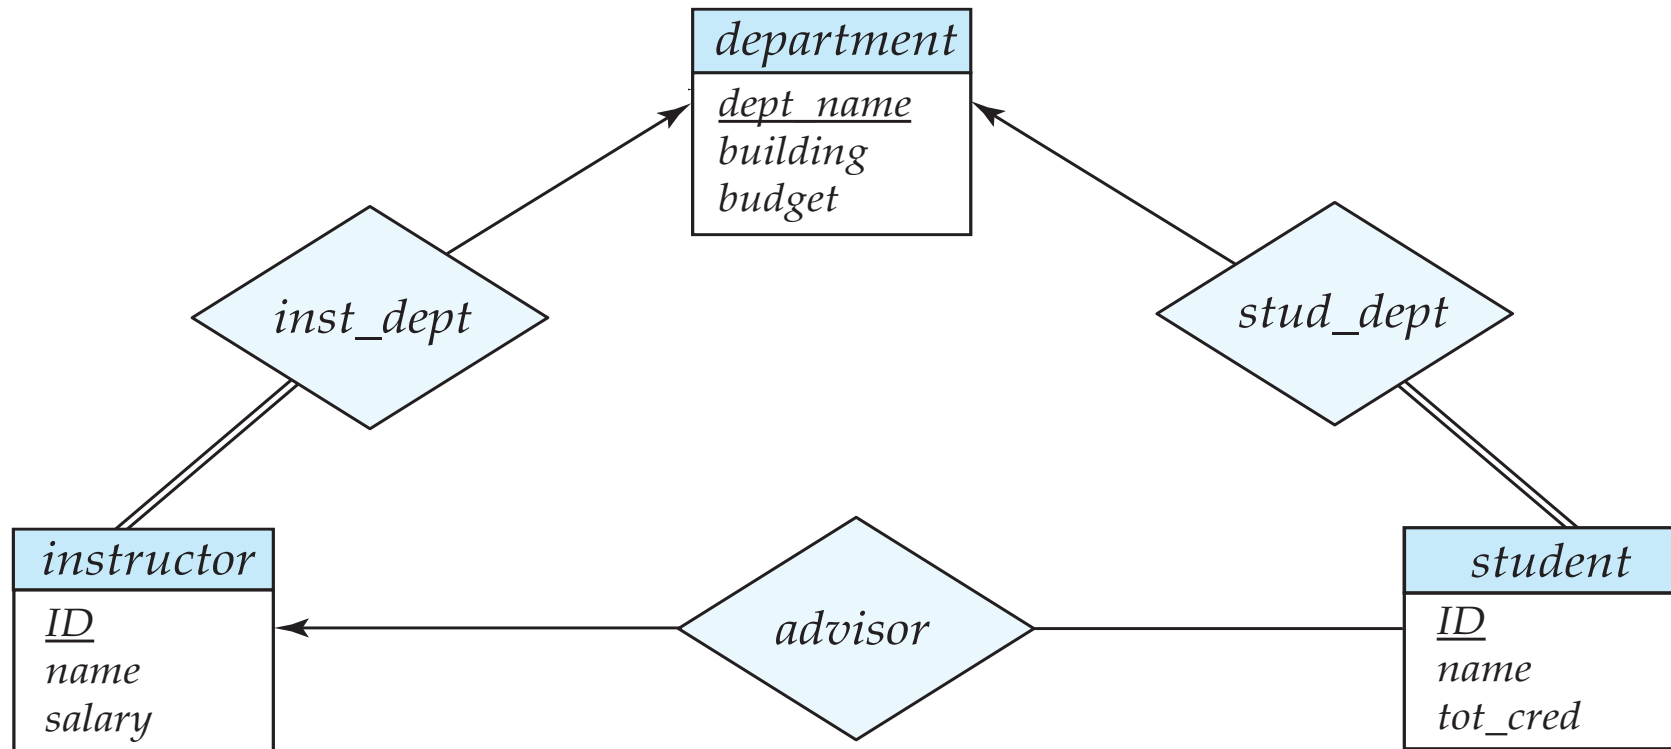 department
dept_name
building
budget
inst_dept
stud_dept
instructor
ID
name
salary
advisor
student
ID
name
tot_cred